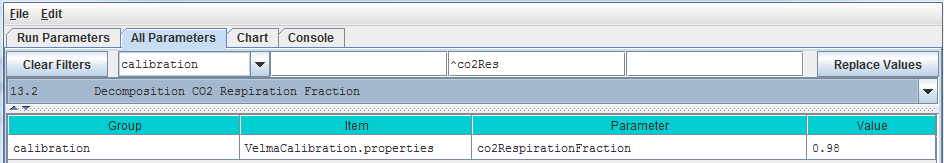 File Edit
Run Parameters All Parameters Chart Console
Clear Filters calibration ^co2Res Replace Values
13.2 Decomposition CO2 Respiration Fraction
Group Item Parameter Value
calibration VelmaCalibration.properties co2RespirationFraction 0.98